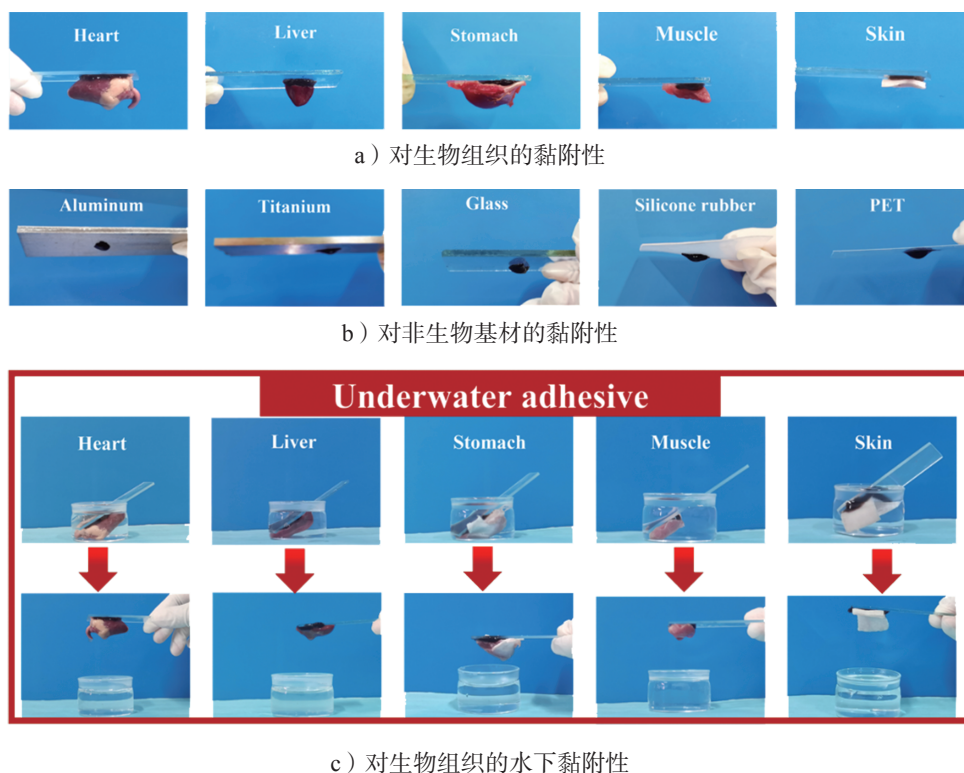 Heart
Liver
Stomach
Muscle
Skin
a）对生物组织的黏附性
Aluminum
Titanium
Glass
Silicone rubber
PET
b）对非生物基材的黏附性
Underwater adhesive
Heart
Liver
Stomach
Muscle
Skin
c）对生物组织的水下黏附性